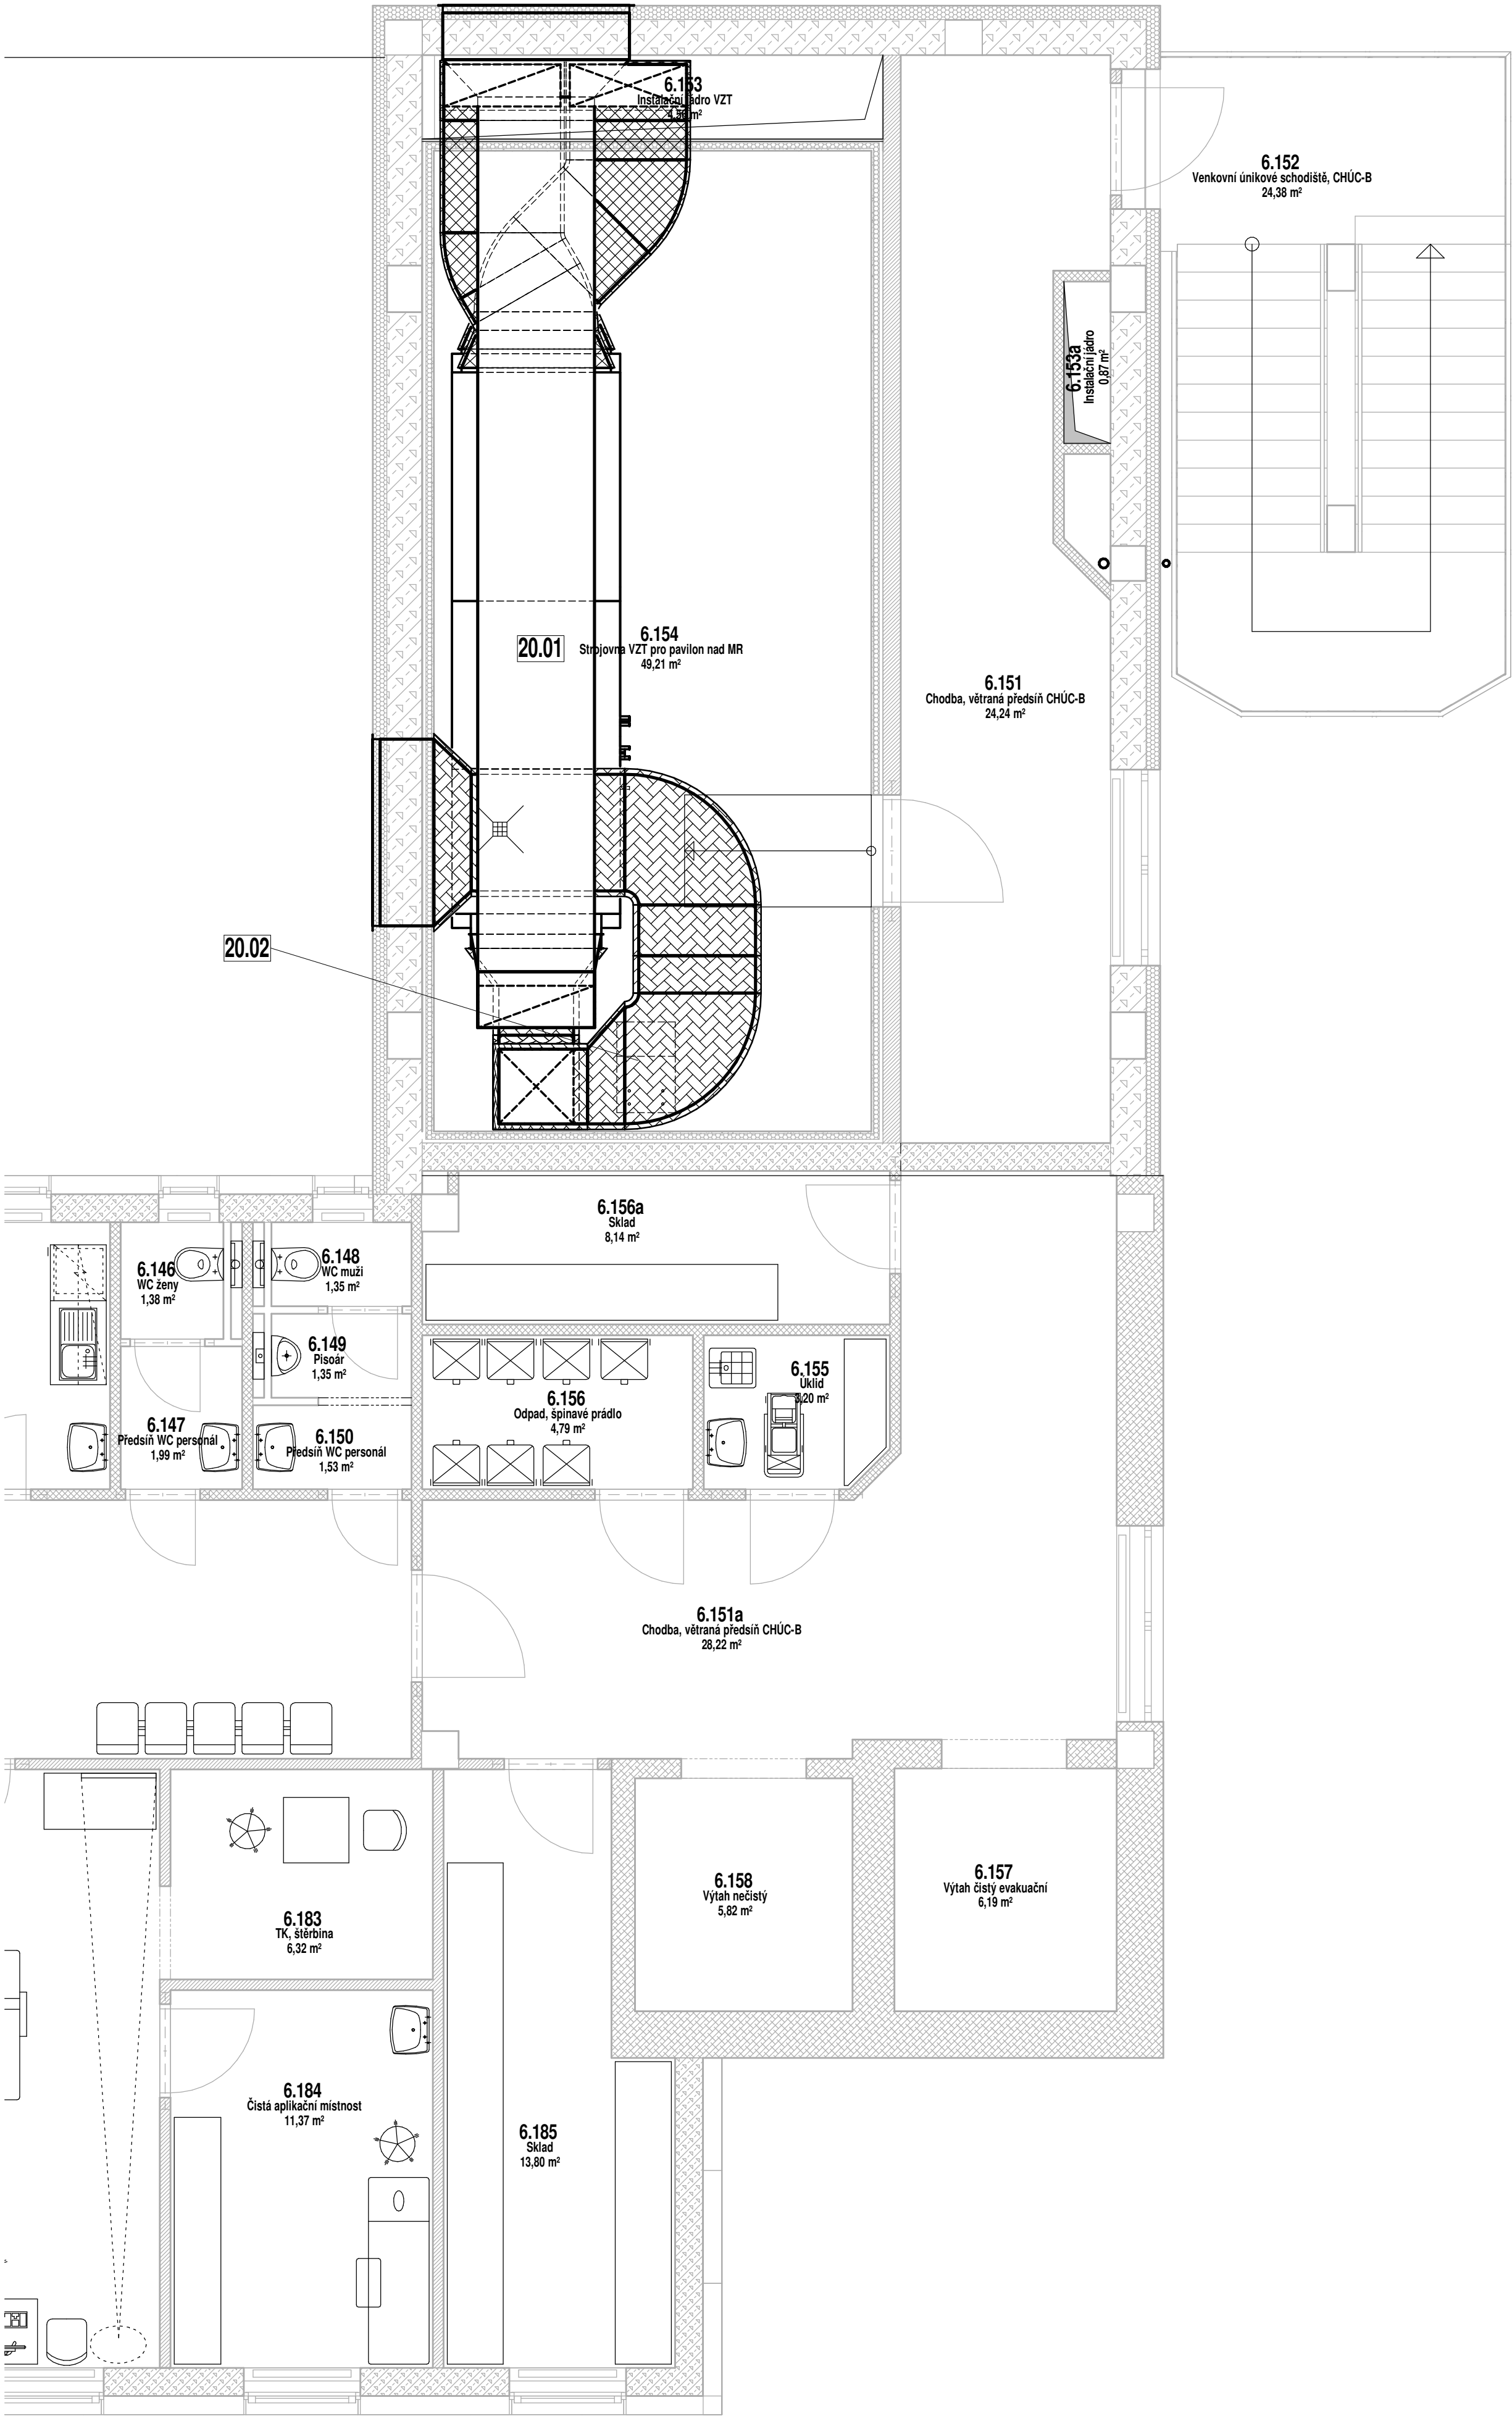 6.153
Instalační jádro VZT
6.152
Venkovní únikové schodiště, CHÚC-B
24,38 m²
6.153a
Instalační jádro
0,87 m²
20.01
6.154
Strojovna VZT pro pavilon nad MR
49,21 m²
6.151
Chodba, větraná předsíň CHÚC-B
24,24 m²
20.02
6.156a
Sklad
8,14 m²
6.146
WC ženy
1,38 m²
6.148
WC muži
1,35 m²
6.149
Pisoár
1,35 m²
6.155
Úklid
3,20 m²
6.156
Odpad, špinavé prádlo
4,79 m²
6.147
Předsíň WC personál
1,99 m²
6.150
Předsíň WC personál
1,53 m²
6.151a
Chodba, větraná předsíň CHÚC-B
28,22 m²
6.158
Výtah nečistý
5,82 m²
6.157
Výtah čistý evakuační
6,19 m²
6.183
TK, štěrbina
6,32 m²
6.184
Čistá aplikační místnost
11,37 m²
6.185
Sklad
13,80 m²